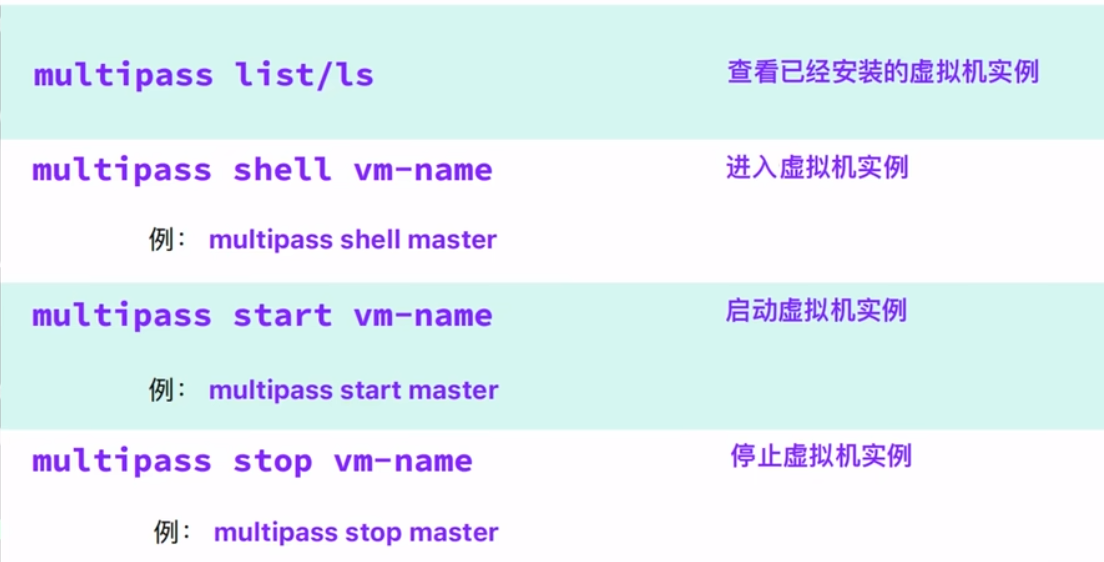 multipass list/ls 查看已经安装的虚拟机实例
multipass shell vm-name 进入虚拟机实例
例： multipass shell master
multipass start vm-name 启动虚拟机实例
例： multipass start master
multipass stop vm-name 停止虚拟机实例
例： multipass stop master